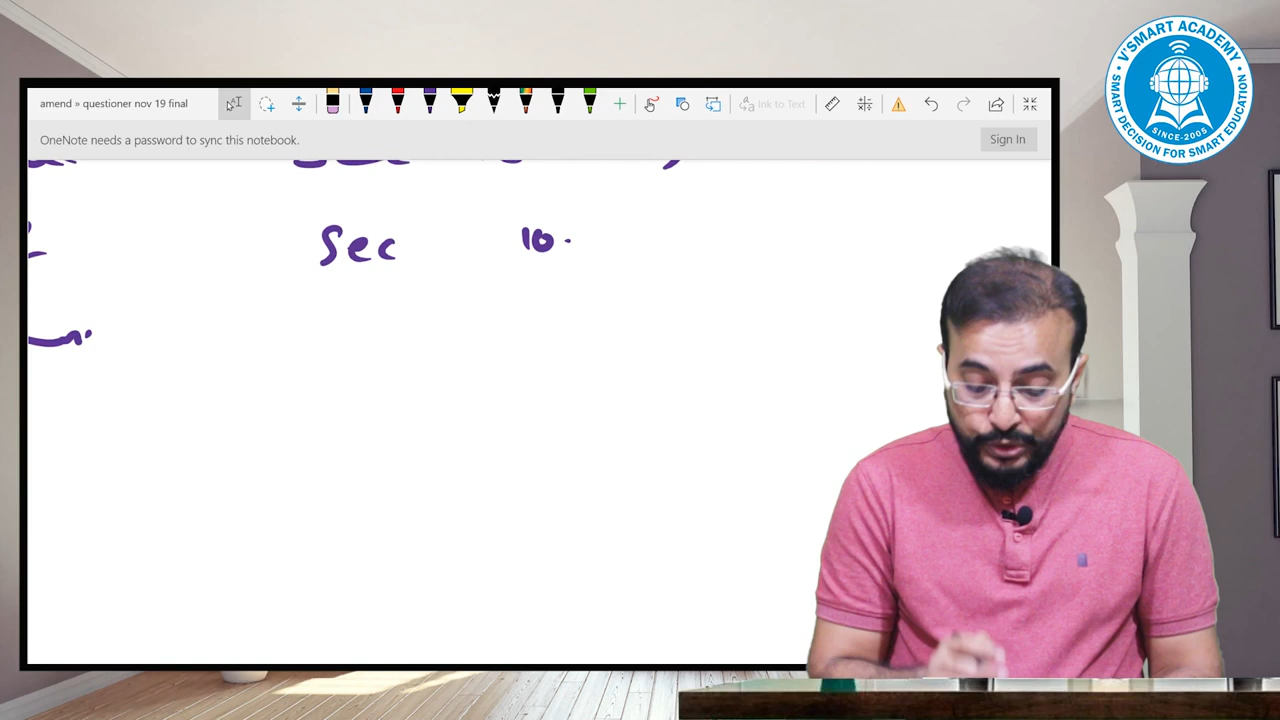 V'SMART ACADEMY
SMART DECISION FOR SMART EDUCATION
SINCE-2005
amend » questioner nov 19 final
Ink to Text
OneNote needs a password to sync this notebook.
Sign In
Sec 10.